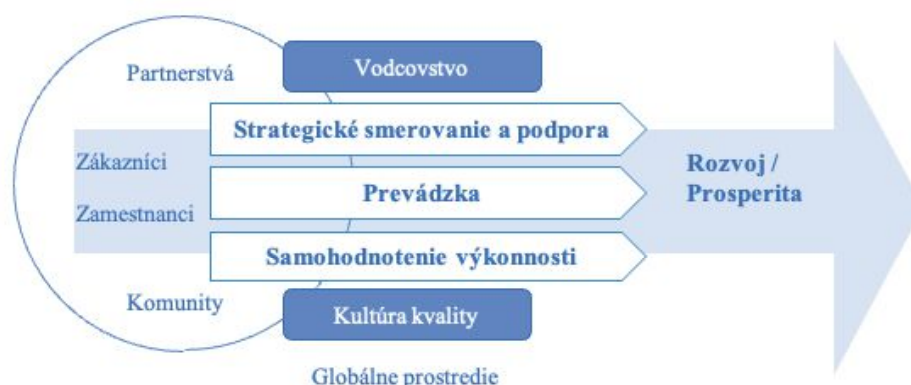 Partnerstvá
Vodcovstvo
Strategické smerovanie a podpora
Zákazníci
Prevádzka
Rozvoj /
Prosperita
Zamestnanci
Samohodnotenie výkonnosti
Komunity
Kultúra kvality
Globálne prostredie